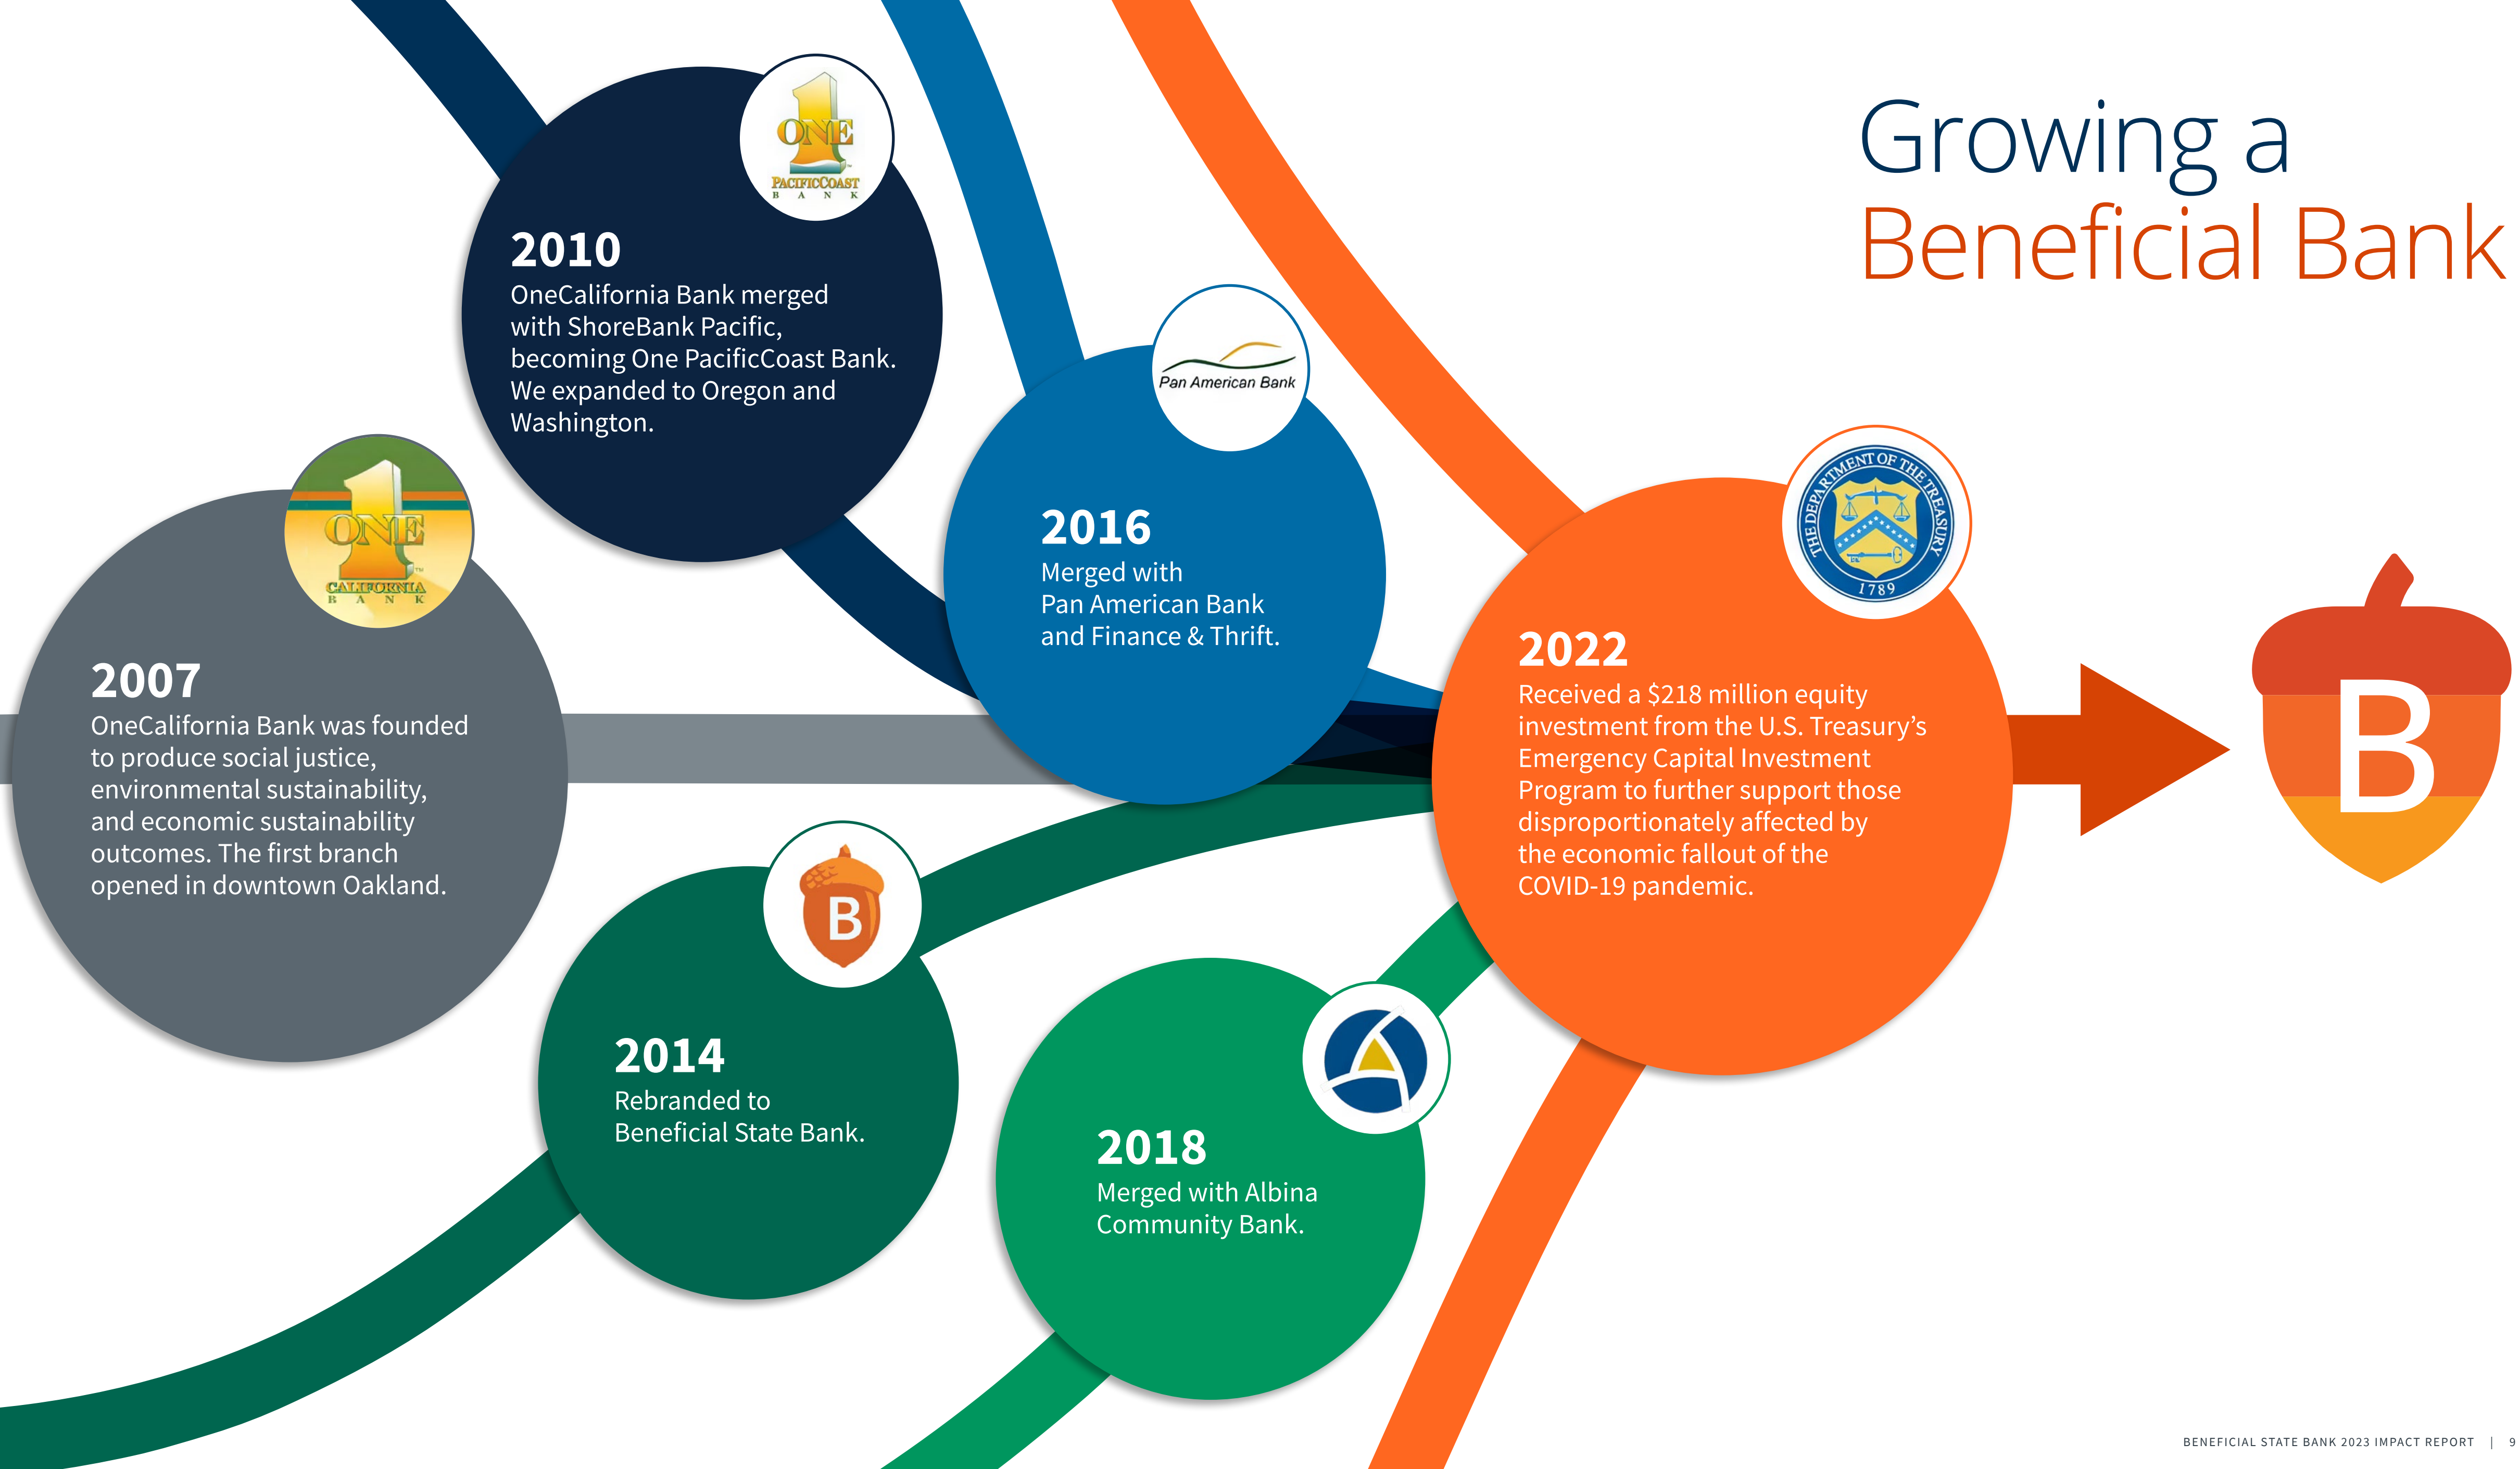 Growing a
Beneficial Bank
ONE
PACIFICCOAST
BANK
2010
OneCalifornia Bank merged
with ShoreBank Pacific,
becoming One PacificCoast Bank.
We expanded to Oregon and
Washington.
Pan American Bank
2016
Merged with
Pan American Bank
and Finance & Thrift.
1
ONE
CALIFORNIA
BANK
2007
OneCalifornia Bank was founded
to produce social justice,
environmental sustainability,
and economic sustainability
outcomes. The first branch
opened in downtown Oakland.
THE DEPARTMENT OF THE TREASURY
1789
2022
Received a $218 million equity
investment from the U.S. Treasury’s
Emergency Capital Investment
Program to further support those
disproportionately affected by
the economic fallout of the
COVID-19 pandemic.
B
B
2014
Rebranded to
Beneficial State Bank.
2018
Merged with Albina
Community Bank.
BENEFICIAL STATE BANK 2023 IMPACT REPORT | 9